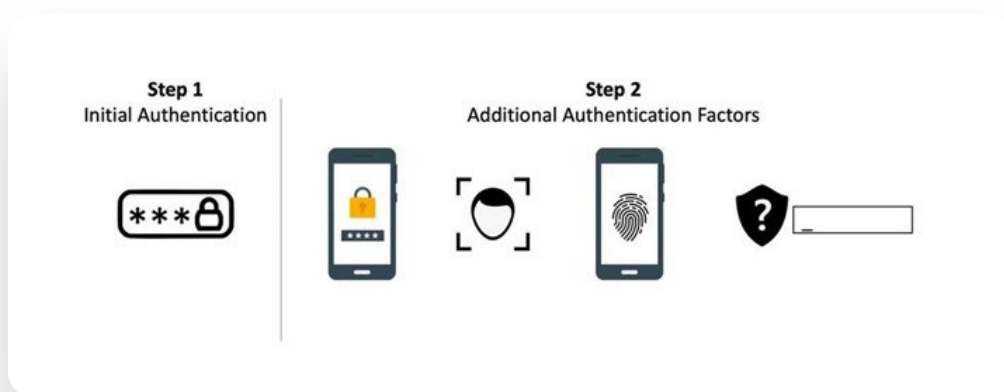 Step 1
Initial Authentication
Step 2
Additional Authentication Factors
***
****
?
_